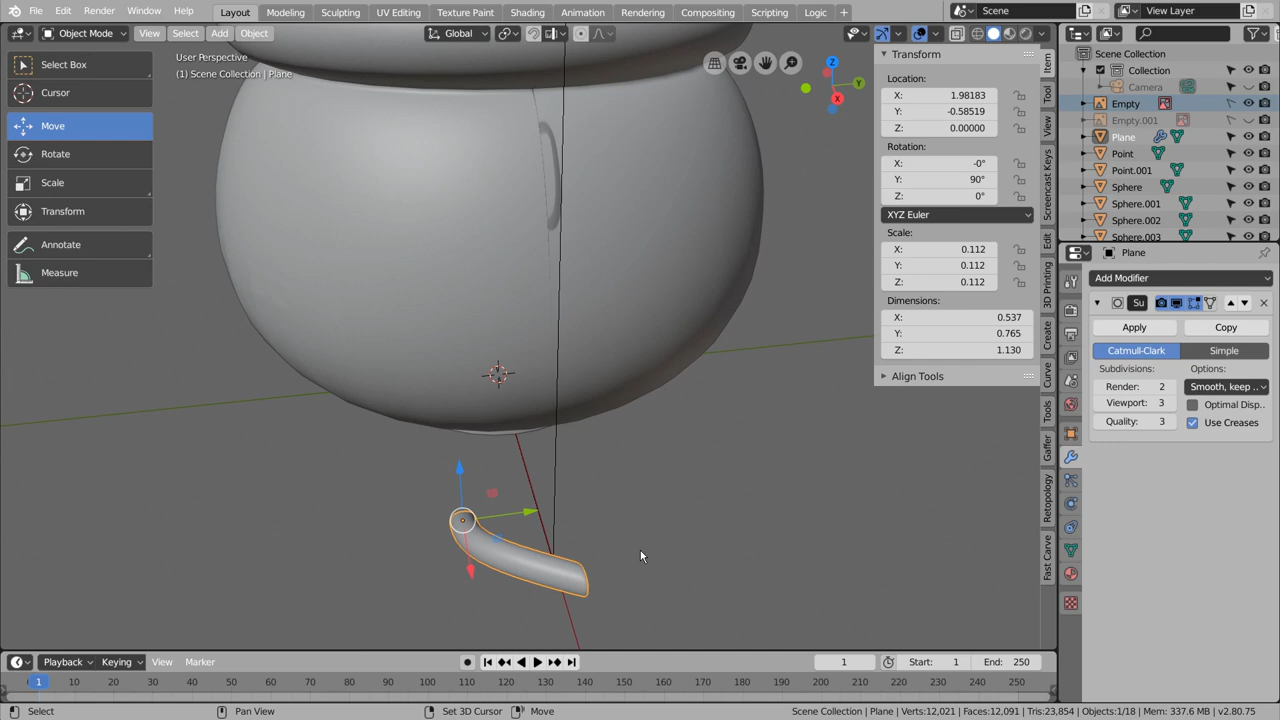 File Edit Render Window Help Layout Modeling Sculpting UV Editing Texture Paint Shading Animation Rendering Compositing Scripting Logic + Scene View Layer
Object Mode View Select Add Object Global
User Perspective
(1) Scene Collection | Plane
Select Box
Cursor
Move
Rotate
Scale
Transform
Annotate
Measure
Z
Y
X
Transform
Location:
X: 1.98183
Y: -0.58519
Z: 0.00000
Rotation:
X: -0°
Y: 90°
Z: 0°
XYZ Euler
Scale:
X: 0.112
Y: 0.112
Z: 0.112
Dimensions:
X: 0.537
Y: 0.765
Z: 1.130
Align Tools
Item
Tool
View
Screencast Keys
Edit
3D Printing
Create
Curve
Tools
Gaffer
Retopology
Fast Carve
Scene Collection
Collection
Camera
Empty
Empty.001
Plane
Point
Point.001
Sphere
Sphere.001
Sphere.002
Sphere.003
Plane
Add Modifier
Su
Apply Copy
Catmull-Clark Simple
Subdivisions: Options:
Render: 2 Smooth, keep ..
Viewport: 3 Optimal Disp..
Quality: 3 Use Creases
Playback Keying View Marker 1 Start: 1 End: 250
1 10 20 30 40 50 60 70 80 90 100 110 120 130 140 150 160 170 180 190 200 210 220 230 240 250
Select Pan View Set 3D Cursor Move Scene Collection | Plane | Verts:12,021 | Faces:12,091 | Tris:23,854 | Objects:1/18 | Mem: 337.6 MB | v2.80.75